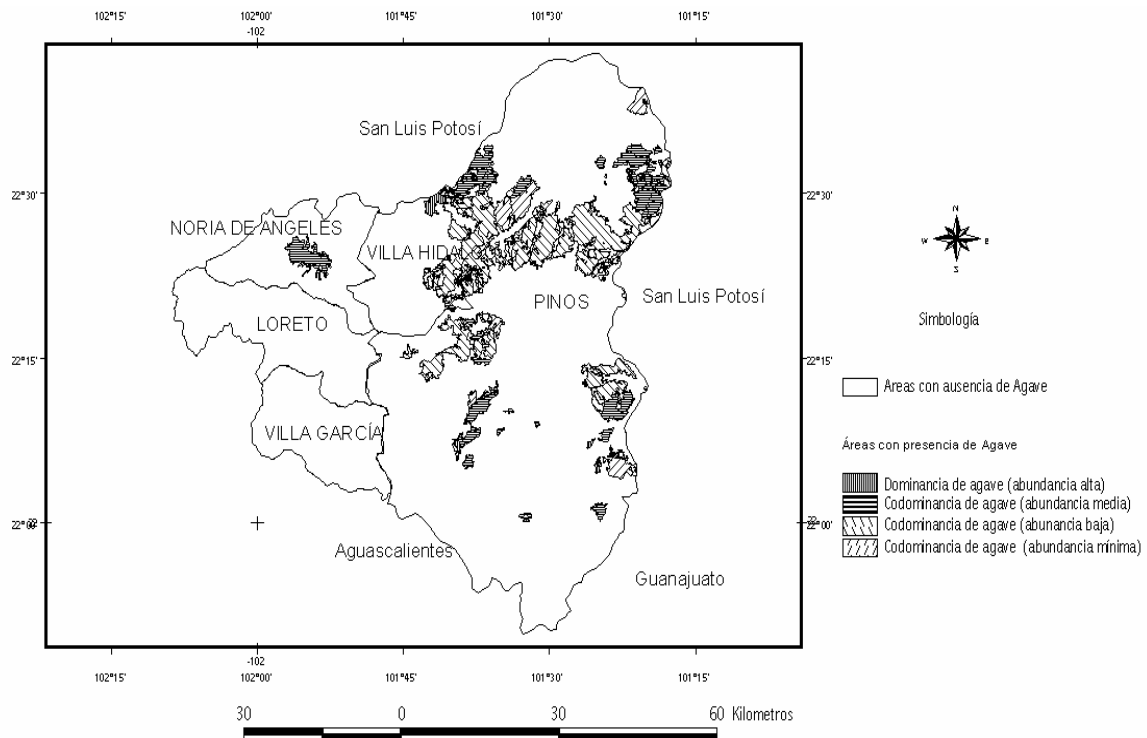 102°15' 102°00' 101°45' 101°30' 101°15'
-102
San Luis Potosí
22°30' 22°30'
NORIA DE ANGELES
VILLA HIDALGO
N
W E
S
PINOS San Luis Potosí
LORETO
Simbología
22°15' 22°15'
Areas con ausencia de Agave
VILLA GARCÍA
Áreas con presencia de Agave
Dominancia de agave (abundancia alta)
Codominancia de agave (abundancia media)
Codominancia de agave (abunancia baja)
Codominancia de agave (abundancia mínima)
22°00' 22°00'
Aguascalientes
Guanajuato
-102
102°15' 102°00' 101°45' 101°30' 101°15'
30 0 30 60 Kilometros